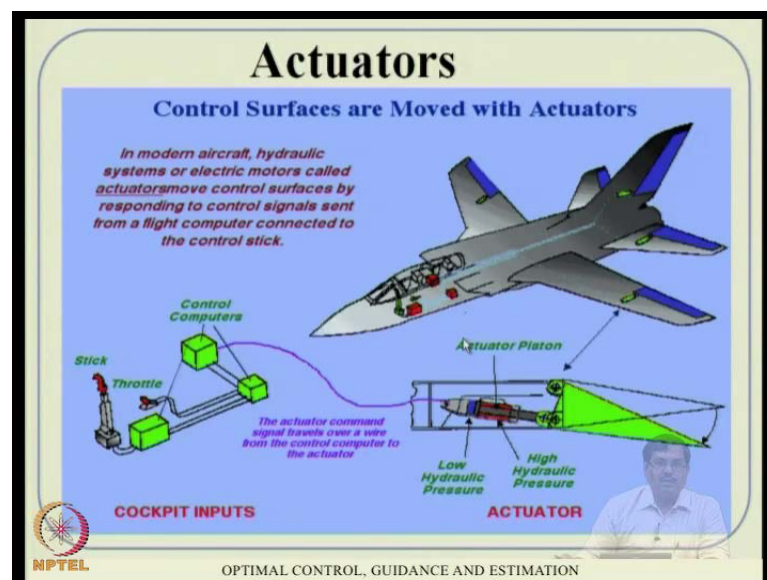 Actuators
Control Surfaces are Moved with Actuators
In modern aircraft, hydraulic
systems or electric motors called
actuatorsmove control surfaces by
responding to control signals sent
from a flight computer connected to
the control stick.
Control
Computers
Stick
Throttle
Actuator Piston
The actuator command
signal travels over a wire
from the control computer to
the actuator
Low
Hydraulic
Pressure
High
Hydraulic
Pressure
COCKPIT INPUTS
ACTUATOR
NPTEL
OPTIMAL CONTROL, GUIDANCE AND ESTIMATION